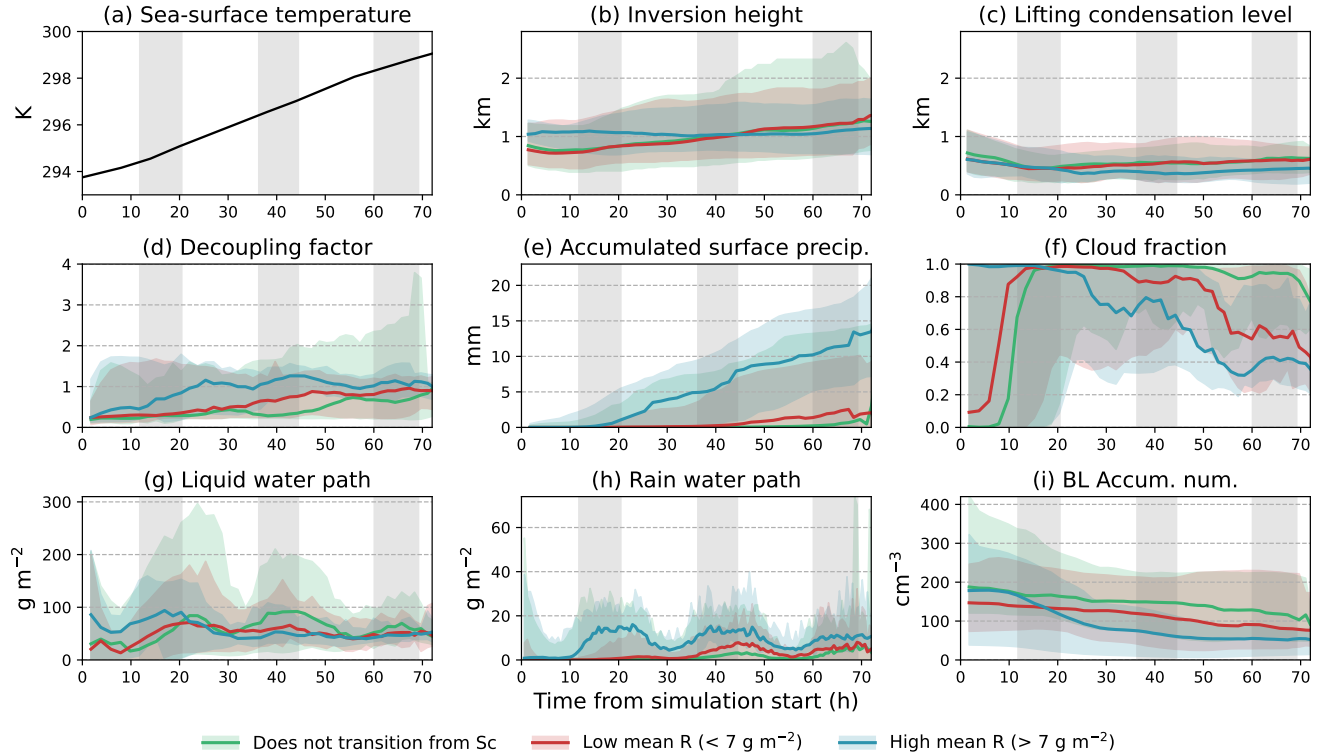 (a) Sea-surface temperature
(b) Inversion height
(c) Lifting condensation level
300
298
296
294
K
0 10 20 30 40 50 60 70
2
1
0
km
0 10 20 30 40 50 60 70
2
1
0
km
0 10 20 30 40 50 60 70
(d) Decoupling factor
(e) Accumulated surface precip.
(f) Cloud fraction
4
3
2
1
0
0 10 20 30 40 50 60 70
20
15
10
5
0
mm
0 10 20 30 40 50 60 70
1.0
0.8
0.6
0.4
0.2
0.0
0 10 20 30 40 50 60 70
(g) Liquid water path
(h) Rain water path
(i) BL Accum. num.
300
200
100
0
g m⁻²
0 10 20 30 40 50 60 70
60
40
20
0
g m⁻²
0 10 20 30 40 50 60 70
400
300
200
100
0
cm⁻³
0 10 20 30 40 50 60 70
Time from simulation start (h)
Does not transition from Sc
Low mean R (< 7 g m⁻²)
High mean R (> 7 g m⁻²)